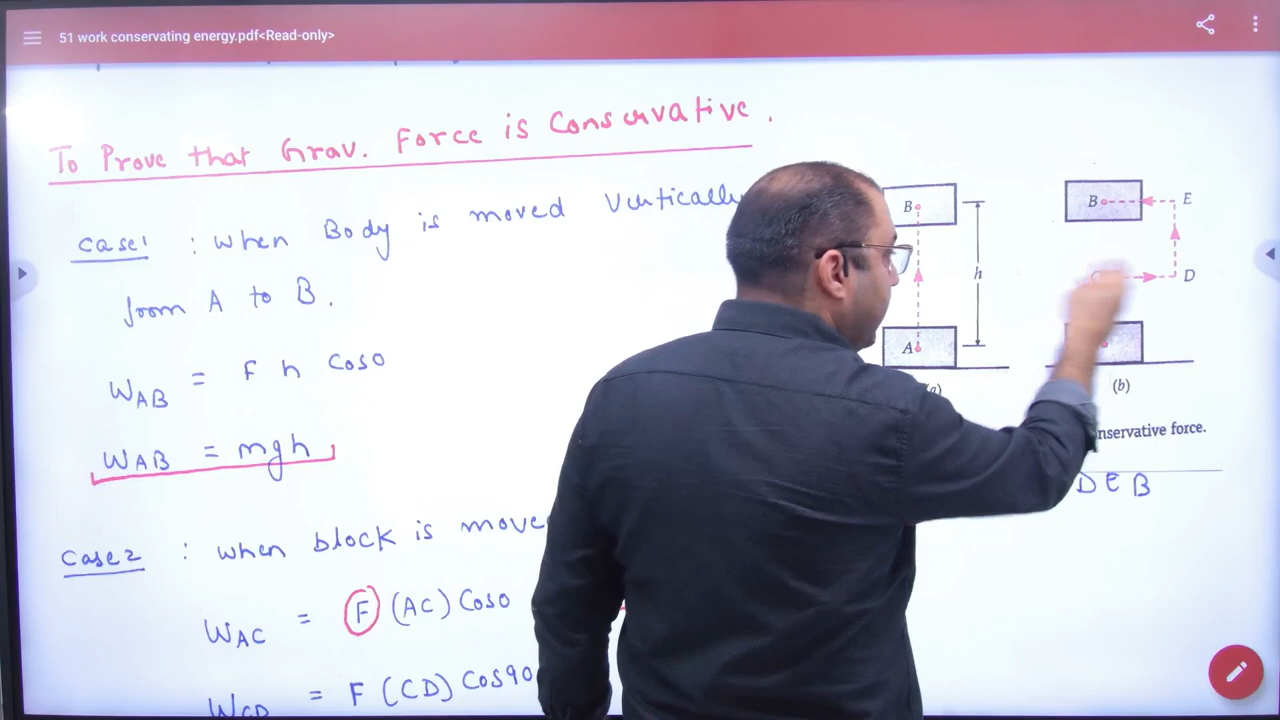 51 work conservating energy.pdf<Read-only>
To Prove that Grav. Force is Conservative.
Case1 : when Body is moved vertically
from A to B.
WAB = F h Cos0
WAB = mgh
Case2 : when block is move
WAC = F (AC) Cos0
WCD = F (CD) Cos90
B
h
A
B E
D
(a)
(b)
nservative force.
D E B